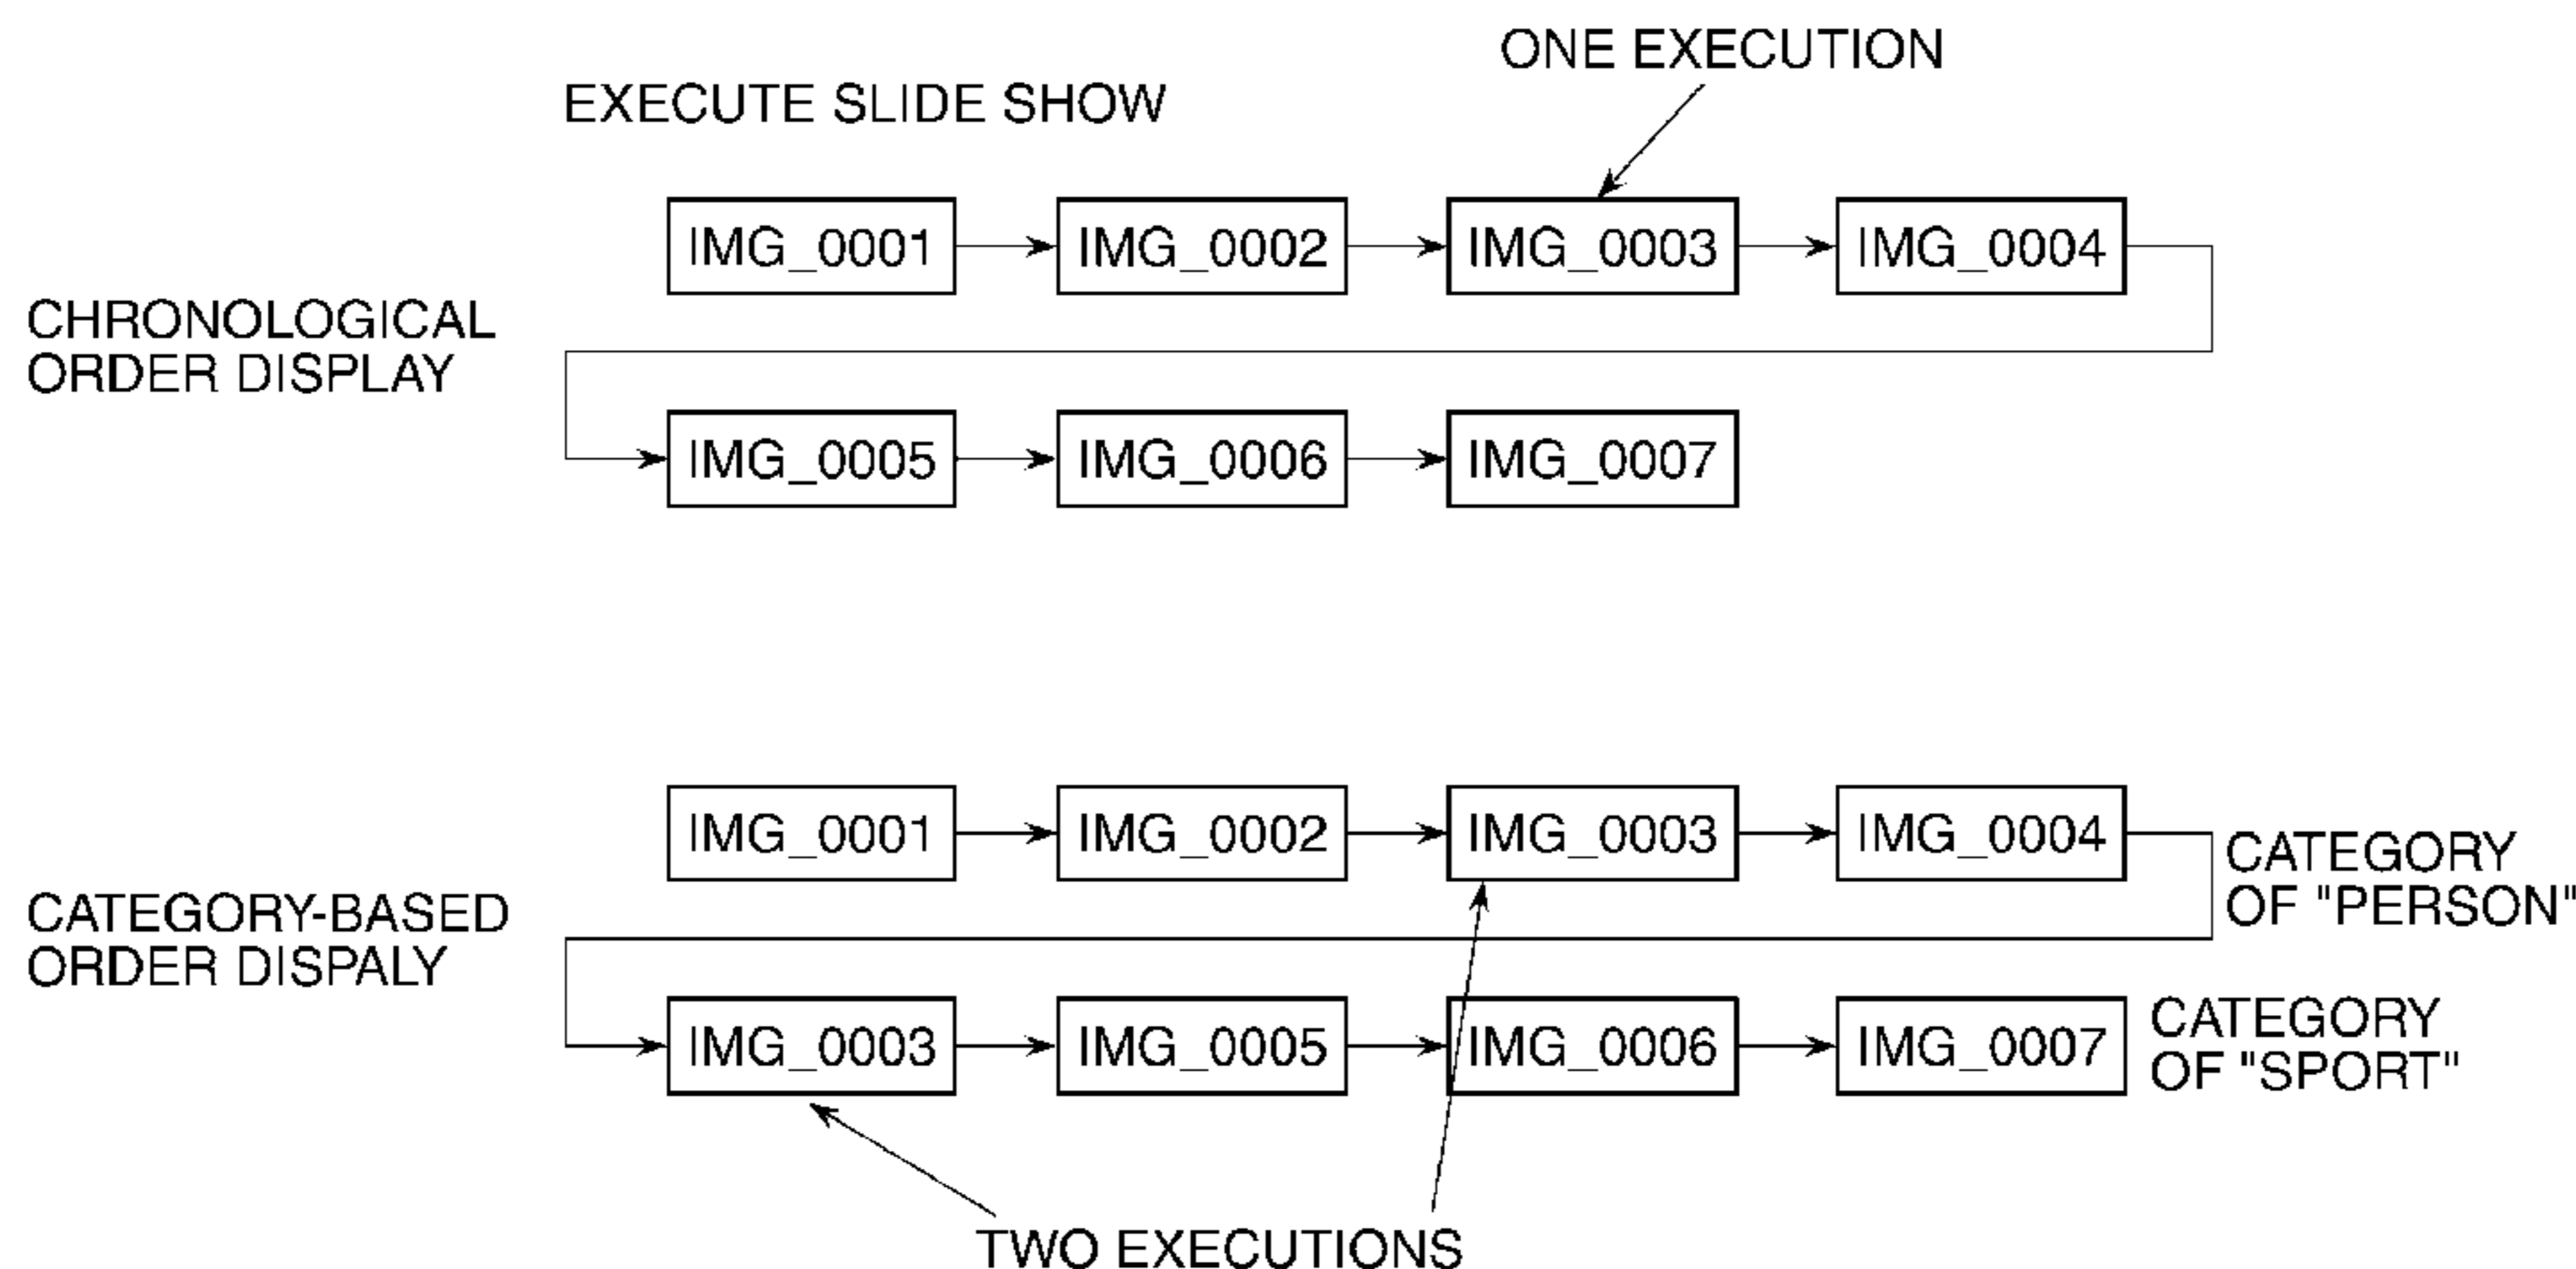 ONE EXECUTION
EXECUTE SLIDE SHOW
IMG_0001 IMG_0002 IMG_0003 IMG_0004
CHRONOLOGICAL
ORDER DISPLAY
IMG_0005 IMG_0006 IMG_0007
IMG_0001 IMG_0002 IMG_0003 IMG_0004
CATEGORY
OF "PERSON"
CATEGORY-BASED
ORDER DISPALY
IMG_0003 IMG_0005 IMG_0006 IMG_0007
CATEGORY
OF "SPORT"
TWO EXECUTIONS